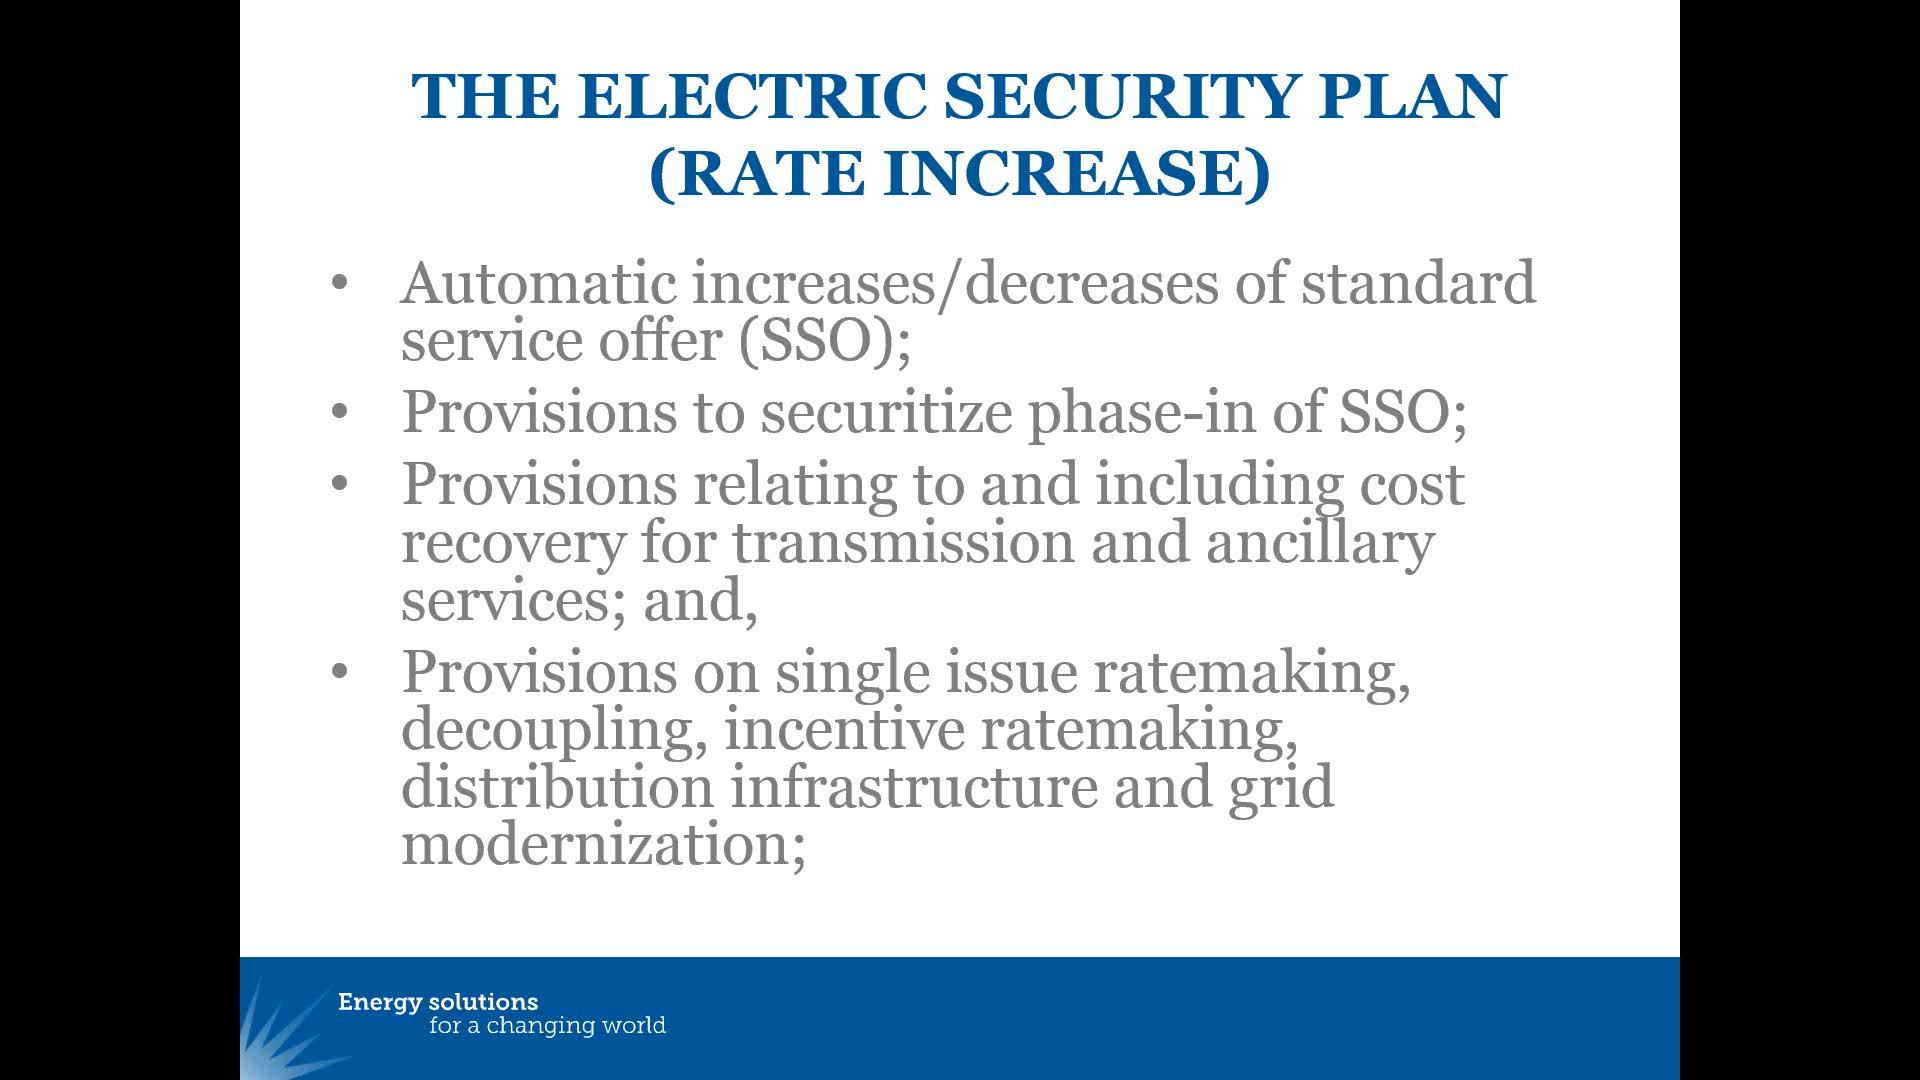 THE ELECTRIC SECURITY PLAN
(RATE INCREASE)
• Automatic increases/decreases of standard
service offer (SSO);
• Provisions to securitize phase-in of SSO;
• Provisions relating to and including cost
recovery for transmission and ancillary
services; and,
• Provisions on single issue ratemaking,
decoupling, incentive ratemaking,
distribution infrastructure and grid
modernization;
Energy solutions
for a changing world